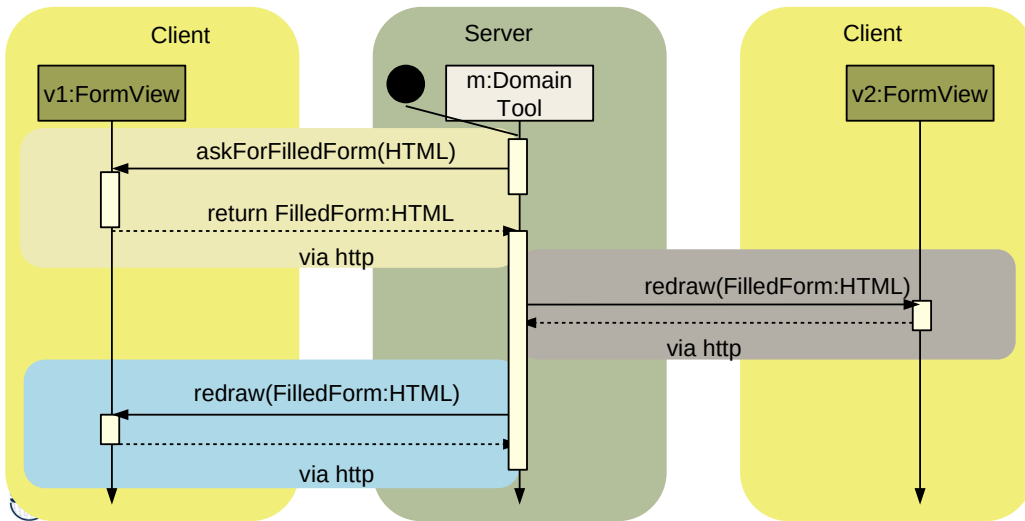 Client
Server
Client
v1:FormView
m:Domain
Tool
v2:FormView
askForFilledForm(HTML)
return FilledForm:HTML
via http
redraw(FilledForm:HTML)
via http
redraw(FilledForm:HTML)
via http